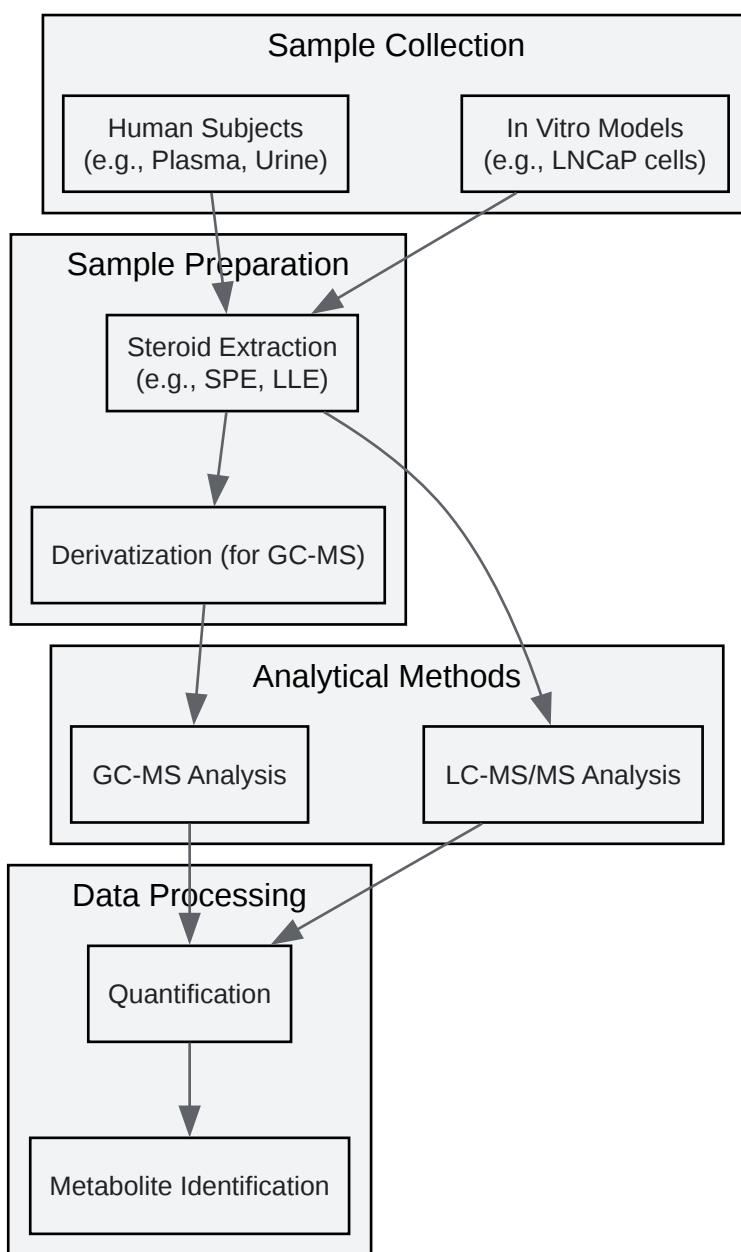 Sample Collection
Human Subjects
(e.g., Plasma, Urine)
In Vitro Models
(e.g., LNCaP cells)
Sample Preparation
Steroid Extraction
(e.g., SPE, LLE)
Derivatization (for GC-MS)
Analytical Methods
GC-MS Analysis
LC-MS/MS Analysis
Data Processing
Quantification
Metabolite Identification